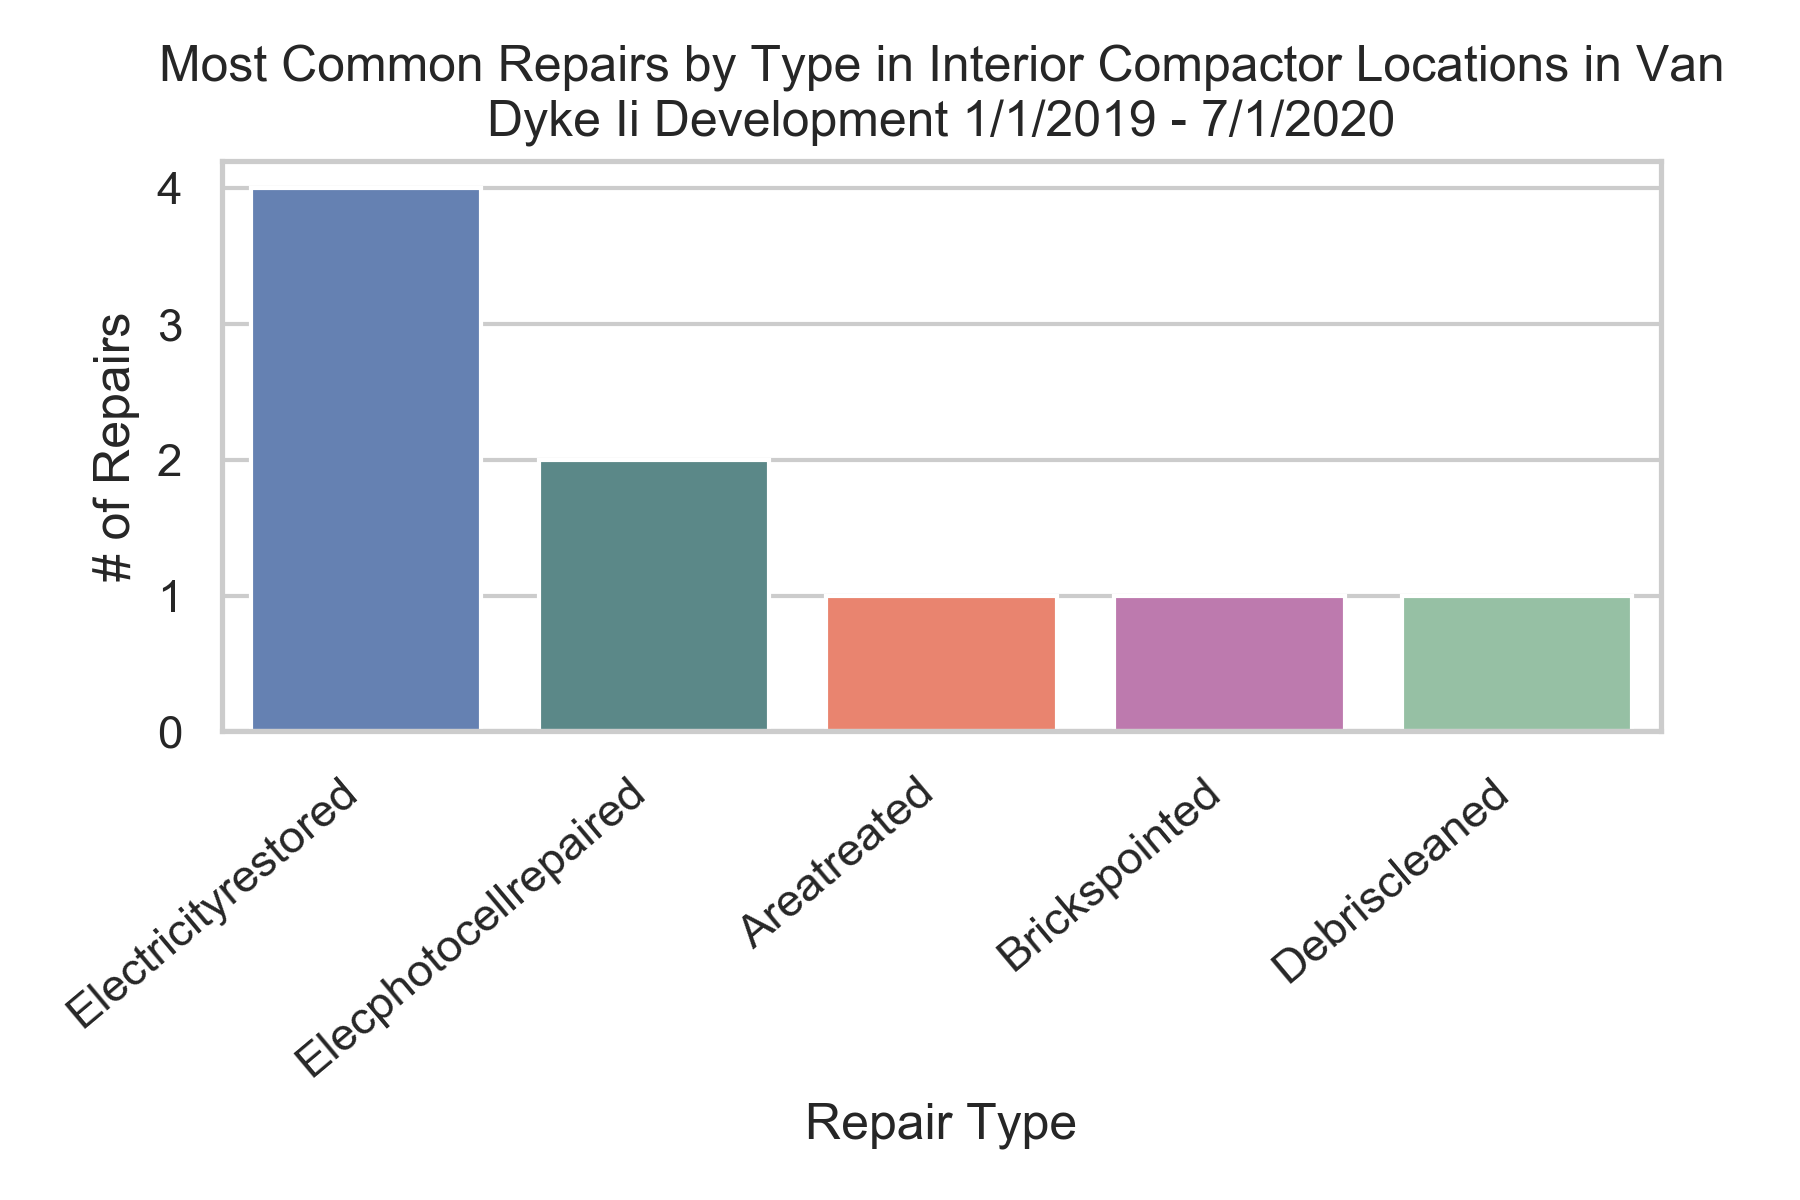 Most Common Repairs by Type in Interior Compactor Locations in Van
Dyke Ii Development 1/1/2019 - 7/1/2020
# of Repairs
4
3
2
1
0
Electricityrestored
Elecphotocellrepaired
Areatreated
Brickspointed
Debriscleaned
Repair Type